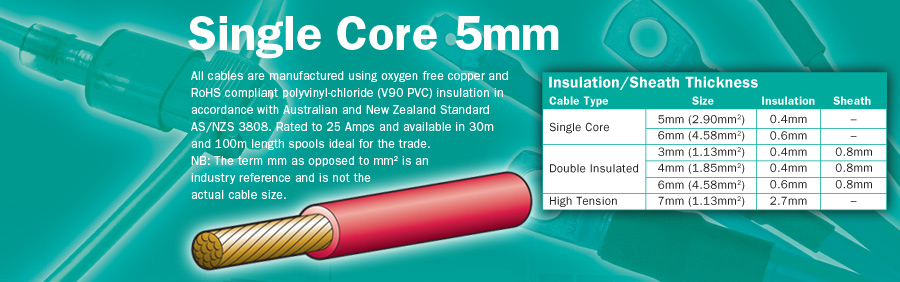 Single Core 5mm
All cables are manufactured using oxygen free copper and
RoHS compliant polyvinyl-chloride (V90 PVC) insulation in
accordance with Australian and New Zealand Standard
AS/NZS 3808. Rated to 25 Amps and available in 30m
and 100m length spools ideal for the trade.
NB: The term mm as opposed to mm² is an
industry reference and is not the
actual cable size.
Insulation/Sheath Thickness
Cable Type Size Insulation Sheath
Single Core 5mm (2.90mm²) 0.4mm –
6mm (4.58mm²) 0.6mm –
Double Insulated 3mm (1.13mm²) 0.4mm 0.8mm
4mm (1.85mm²) 0.4mm 0.8mm
6mm (4.58mm²) 0.6mm 0.8mm
High Tension 7mm (1.13mm²) 2.7mm –